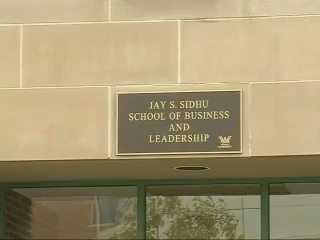 JAY S. SIDHU
SCHOOL OF BUSINESS
AND
LEADERSHIP